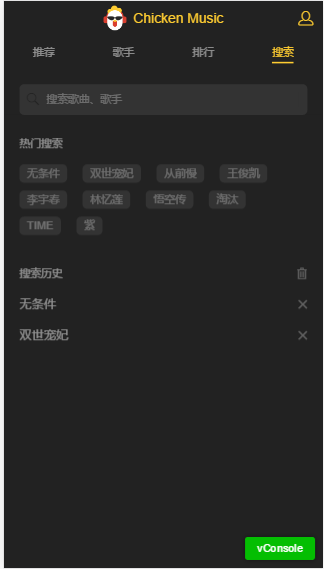 Chicken Music
推荐 歌手 排行 搜索
搜索歌曲、歌手
热门搜索
无条件 双世宠妃 从前慢 王俊凯
李宇春 林忆莲 悟空传 淘汰
TIME 紫
搜索历史
无条件
双世宠妃
vConsole